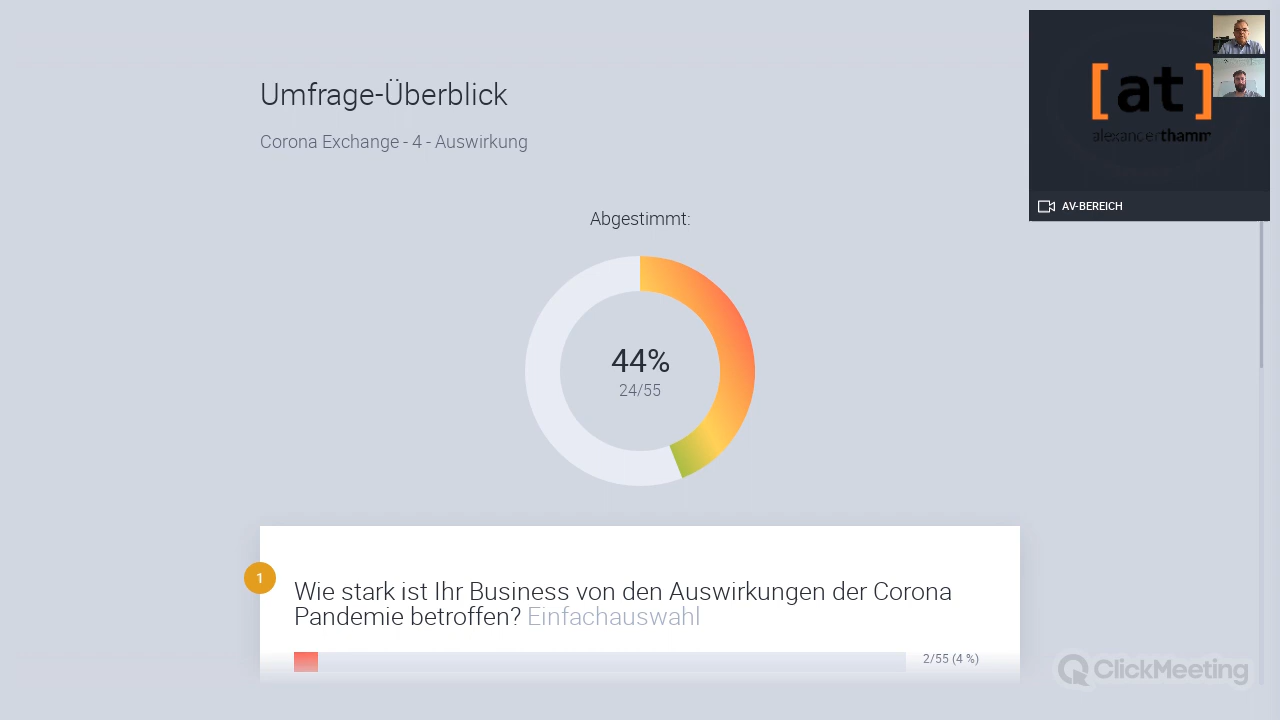 Umfrage-Überblick
Corona Exchange - 4 - Auswirkung
Abgestimmt:
44%
24/55
1
Wie stark ist Ihr Business von den Auswirkungen der Corona
Pandemie betroffen? Einfachauswahl
2/55 (4 %)
[at]
alexanderthamm
AV-BEREICH
ClickMeeting